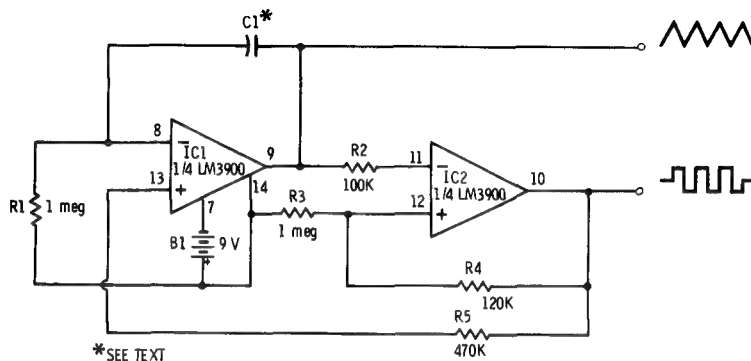 C1*
8
-
IC1
1/4 LM3900
13
+
9
14
7
R1
1 meg
B1
9 V
+
R2
100K
R3
1 meg
11
-
IC2
1/4 LM3900
12
+
10
R4
120K
R5
470K
*SEE TEXT